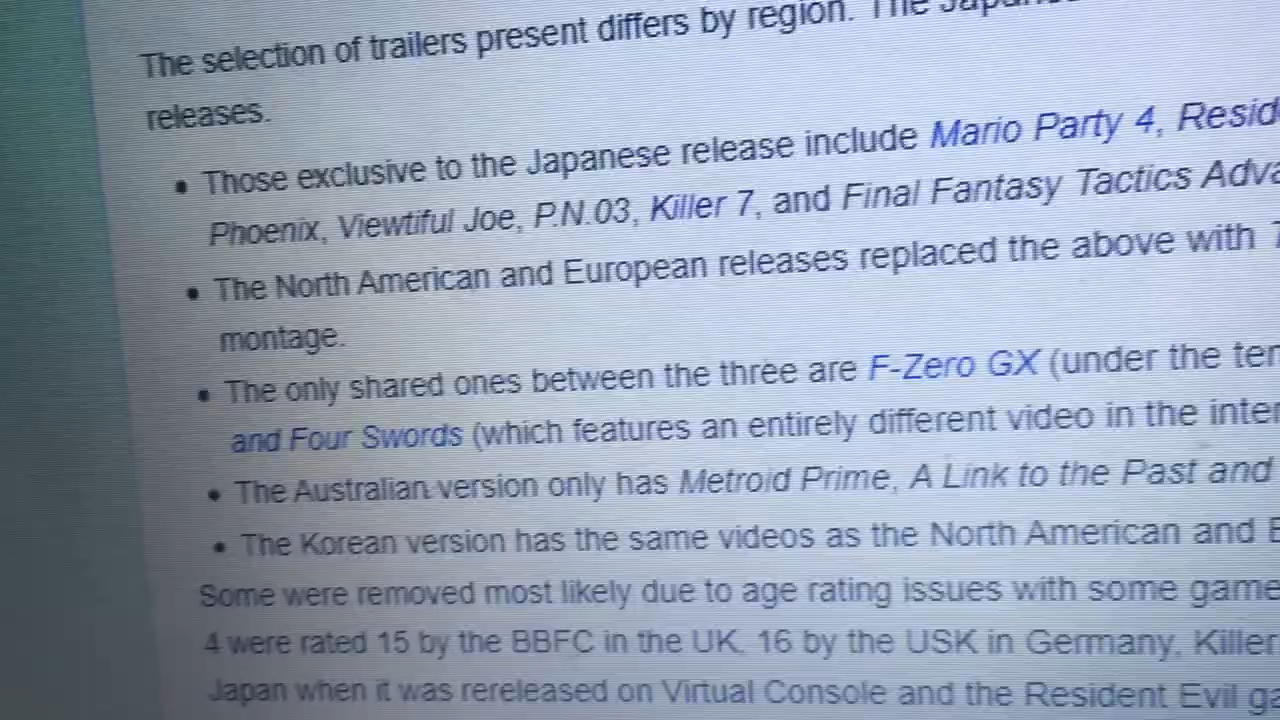 The selection of trailers present differs by region. The
releases.
• Those exclusive to the Japanese release include Mario Party 4, Resid
Phoenix, Viewtiful Joe, P.N.03, Killer 7, and Final Fantasy Tactics Adva
• The North American and European releases replaced the above with
montage.
• The only shared ones between the three are F-Zero GX (under the ter
and Four Swords (which features an entirely different video in the inter
• The Australian version only has Metroid Prime, A Link to the Past and
• The Korean version has the same videos as the North American and E
Some were removed most likely due to age rating issues with some game
4 were rated 15 by the BBFC in the UK, 16 by the USK in Germany, Killer
Japan when it was rereleased on Virtual Console and the Resident Evil ga